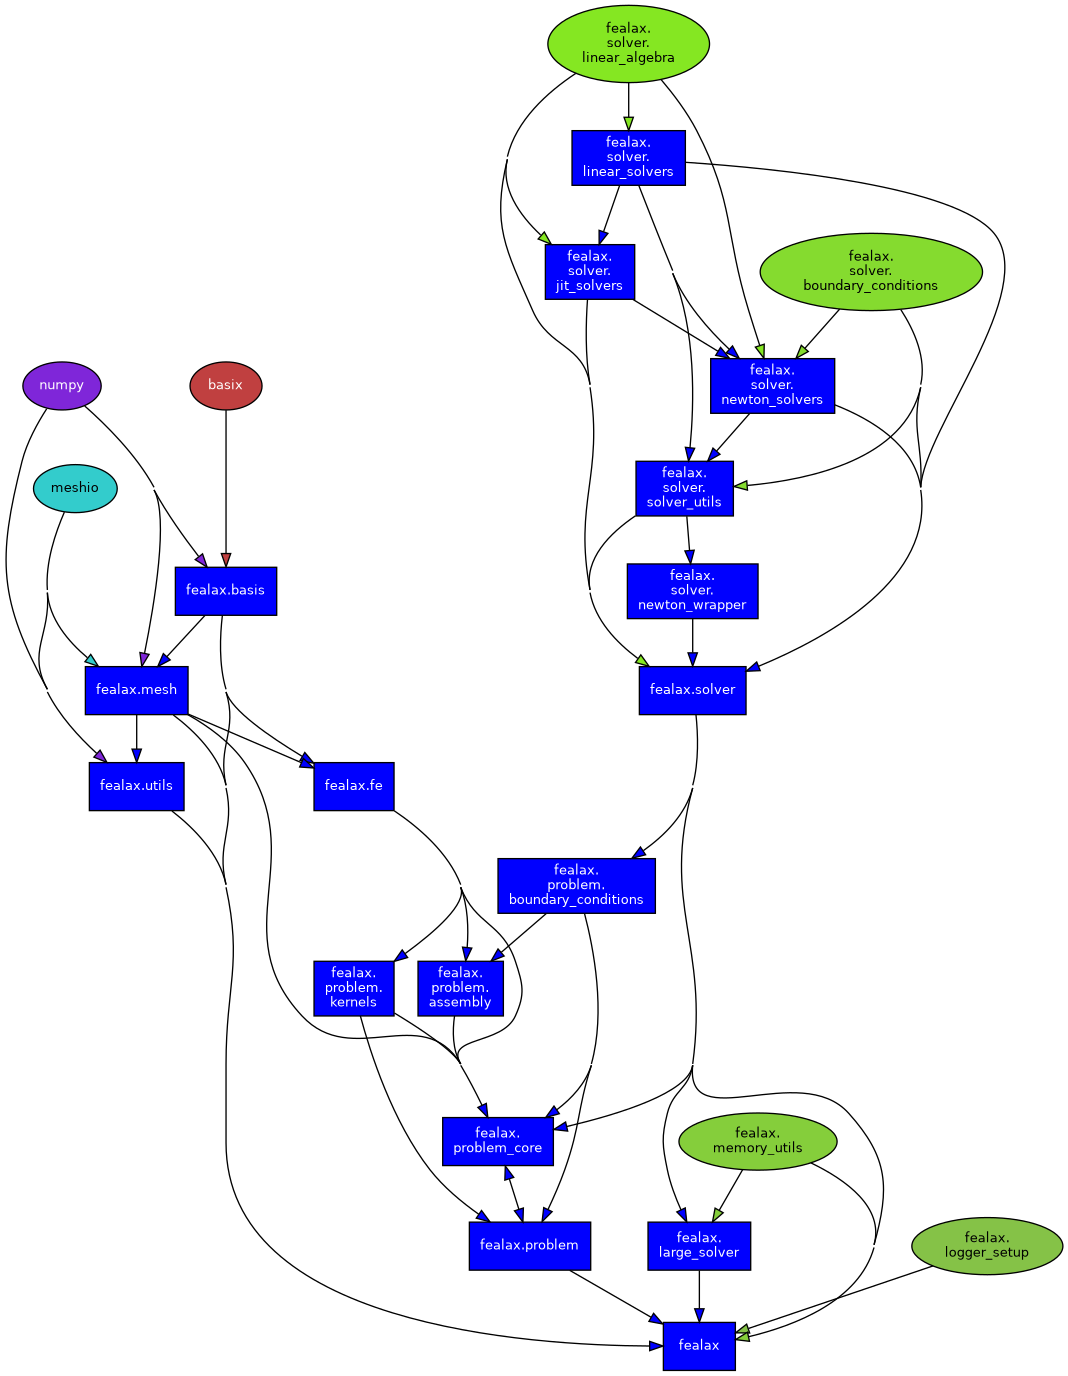 fealax.
solver.
linear_algebra
fealax.
solver.
linear_solvers
fealax.
solver.
jit_solvers
fealax.
solver.
boundary_conditions
numpy
basix
fealax.
solver.
newton_solvers
meshio
fealax.
solver.
solver_utils
fealax.basis
fealax.
solver.
newton_wrapper
fealax.mesh
fealax.solver
fealax.utils
fealax.fe
fealax.
problem.
boundary_conditions
fealax.
problem.
kernels
fealax.
problem.
assembly
fealax.
problem_core
fealax.
memory_utils
fealax.problem
fealax.
large_solver
fealax.
logger_setup
fealax